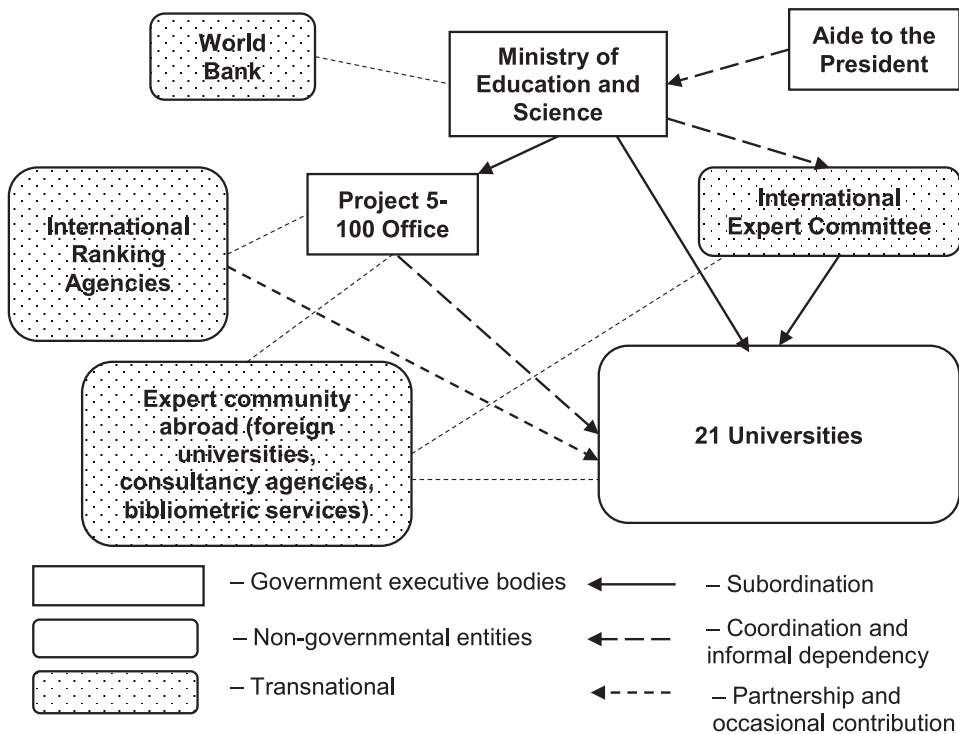 World
Bank
Ministry of
Education and
Science
Aide to the
President
International
Ranking
Agencies
Project 5-
100 Office
International
Expert Committee
Expert community
abroad (foreign
universities,
consultancy agencies,
bibliometric services)
21 Universities
– Government executive bodies
– Non-governmental entities
– Transnational
– Subordination
– Coordination and
informal dependency
– Partnership and
occasional contribution